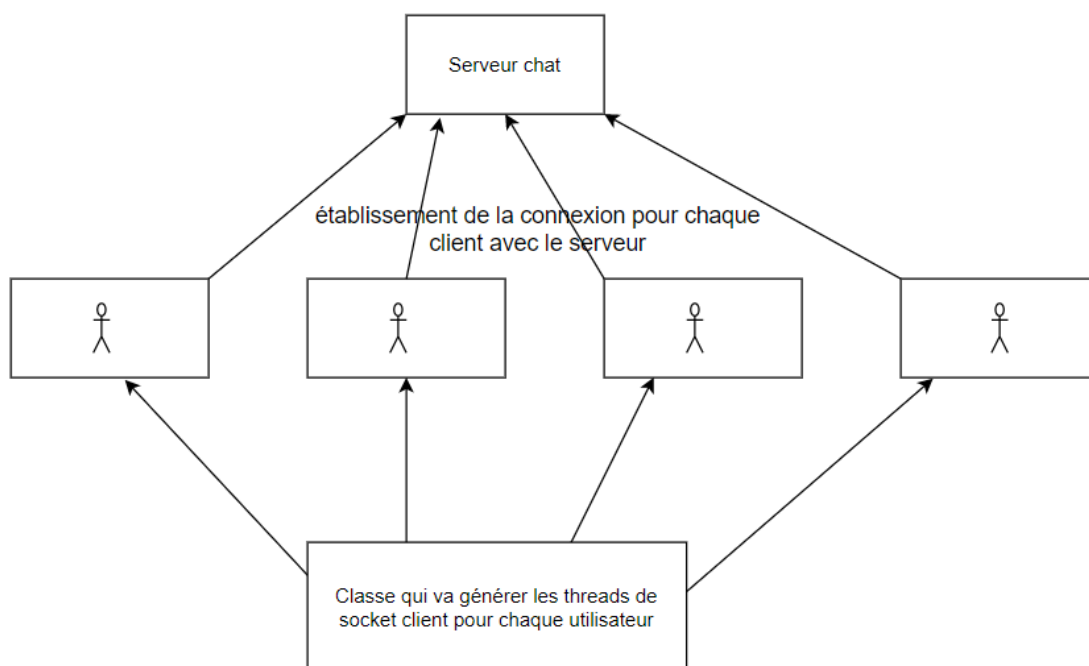 Serveur chat
établissement de la connexion pour chaque
client avec le serveur
Classe qui va générer les threads de
socket client pour chaque utilisateur